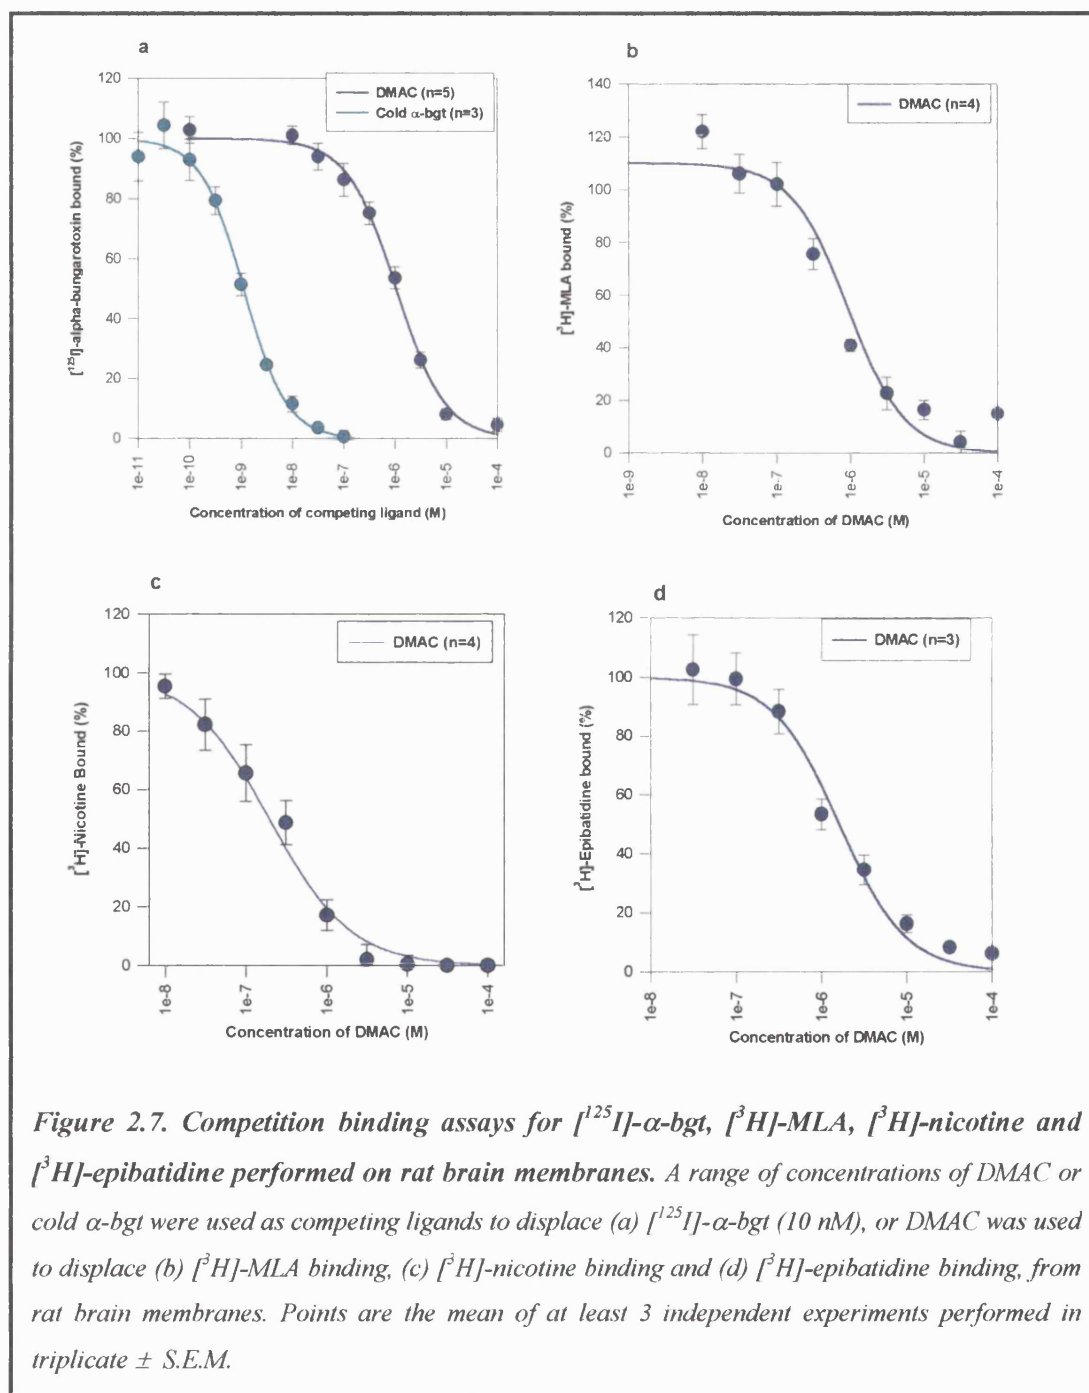 a
120
100
80
60
40
20
0
[¹²⁵I]-alpha-bungarotoxin bound (%)
DMAC (n=5)
Cold α-bgt (n=3)
1e-11
1e-10
1e-9
1e-8
1e-7
1e-6
1e-5
1e-4
Concentration of competing ligand (M)
b
140
120
100
80
60
40
20
0
[³H]-MLA bound (%)
DMAC (n=4)
1e-9
1e-8
1e-7
1e-6
1e-5
1e-4
Concentration of DMAC (M)
c
120
100
80
60
40
20
0
[³H]-Nicotine Bound (%)
DMAC (n=4)
1e-8
1e-7
1e-6
1e-5
1e-4
Concentration of DMAC (M)
d
120
100
80
60
40
20
0
[³H]-Epibatidine bound (%)
DMAC (n=3)
1e-8
1e-7
1e-6
1e-5
1e-4
Concentration of DMAC (M)
Figure 2.7. Competition binding assays for [¹²⁵I]-α-bgt, [³H]-MLA, [³H]-nicotine and
[³H]-epibatidine performed on rat brain membranes. A range of concentrations of DMAC or
cold α-bgt were used as competing ligands to displace (a) [¹²⁵I]-α-bgt (10 nM), or DMAC was used
to displace (b) [³H]-MLA binding, (c) [³H]-nicotine binding and (d) [³H]-epibatidine binding, from
rat brain membranes. Points are the mean of at least 3 independent experiments performed in
triplicate ± S.E.M.